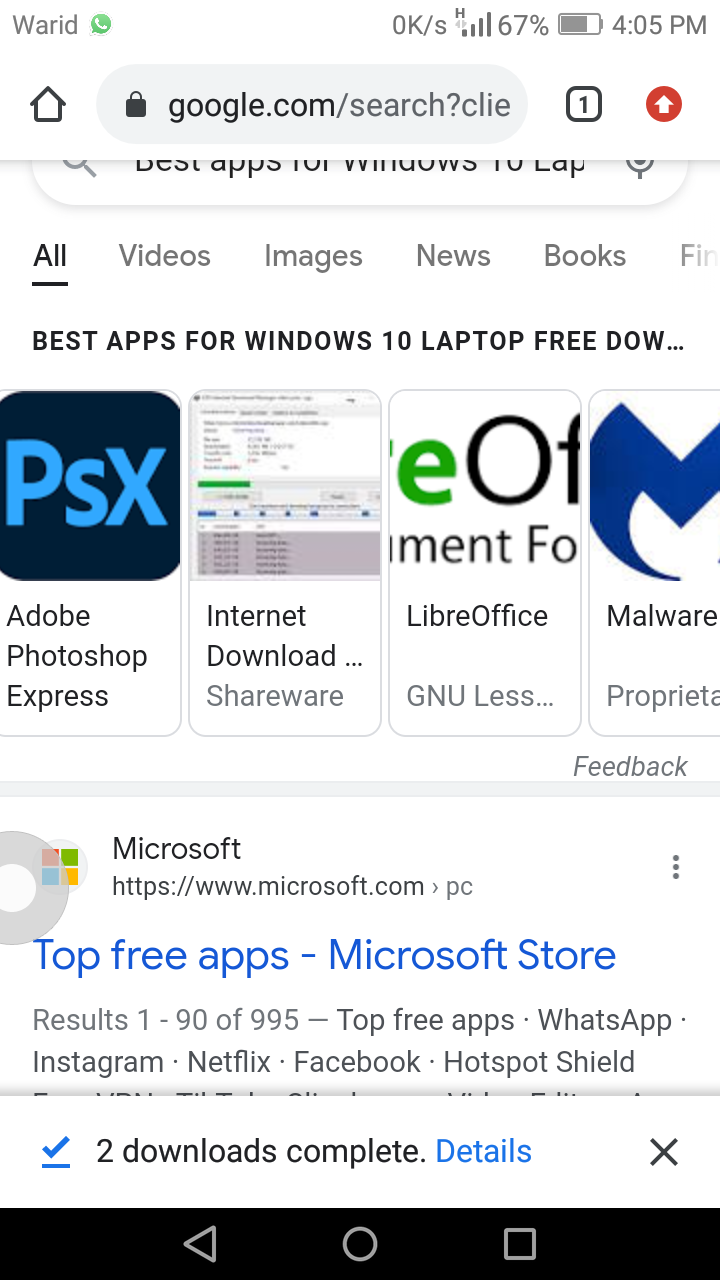 Warid 0K/s H 67% 4:05 PM
google.com/search?clie 1
Best apps for Windows 10 Lap
All Videos Images News Books Fin
BEST APPS FOR WINDOWS 10 LAPTOP FREE DOW...
PsX
eOf
ument Fo
Adobe
Photoshop
Express
Internet
Download ...
Shareware
LibreOffice
GNU Less...
Malware
Proprieta
Feedback
Microsoft
https://www.microsoft.com › pc
Top free apps - Microsoft Store
Results 1 - 90 of 995 — Top free apps · WhatsApp ·
Instagram · Netflix · Facebook · Hotspot Shield
2 downloads complete. Details